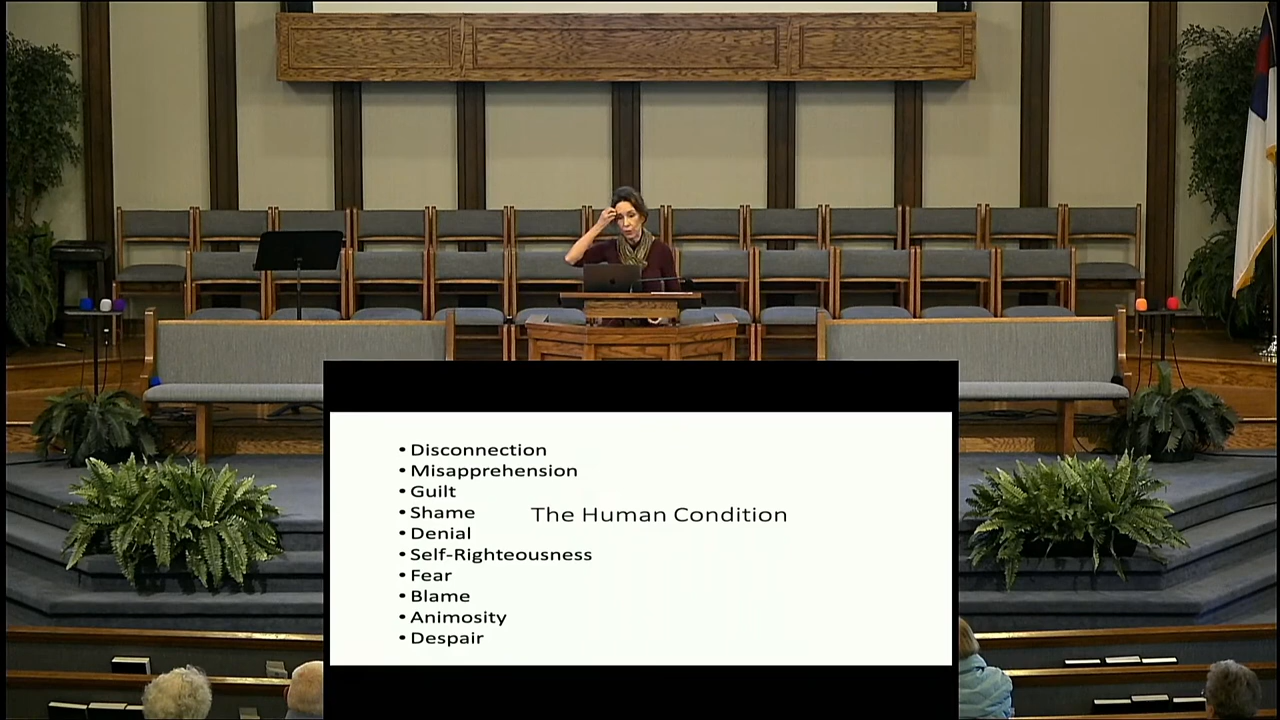 • Disconnection
• Misapprehension
• Guilt
• Shame
The Human Condition
• Denial
• Self-Righteousness
• Fear
• Blame
• Animosity
• Despair